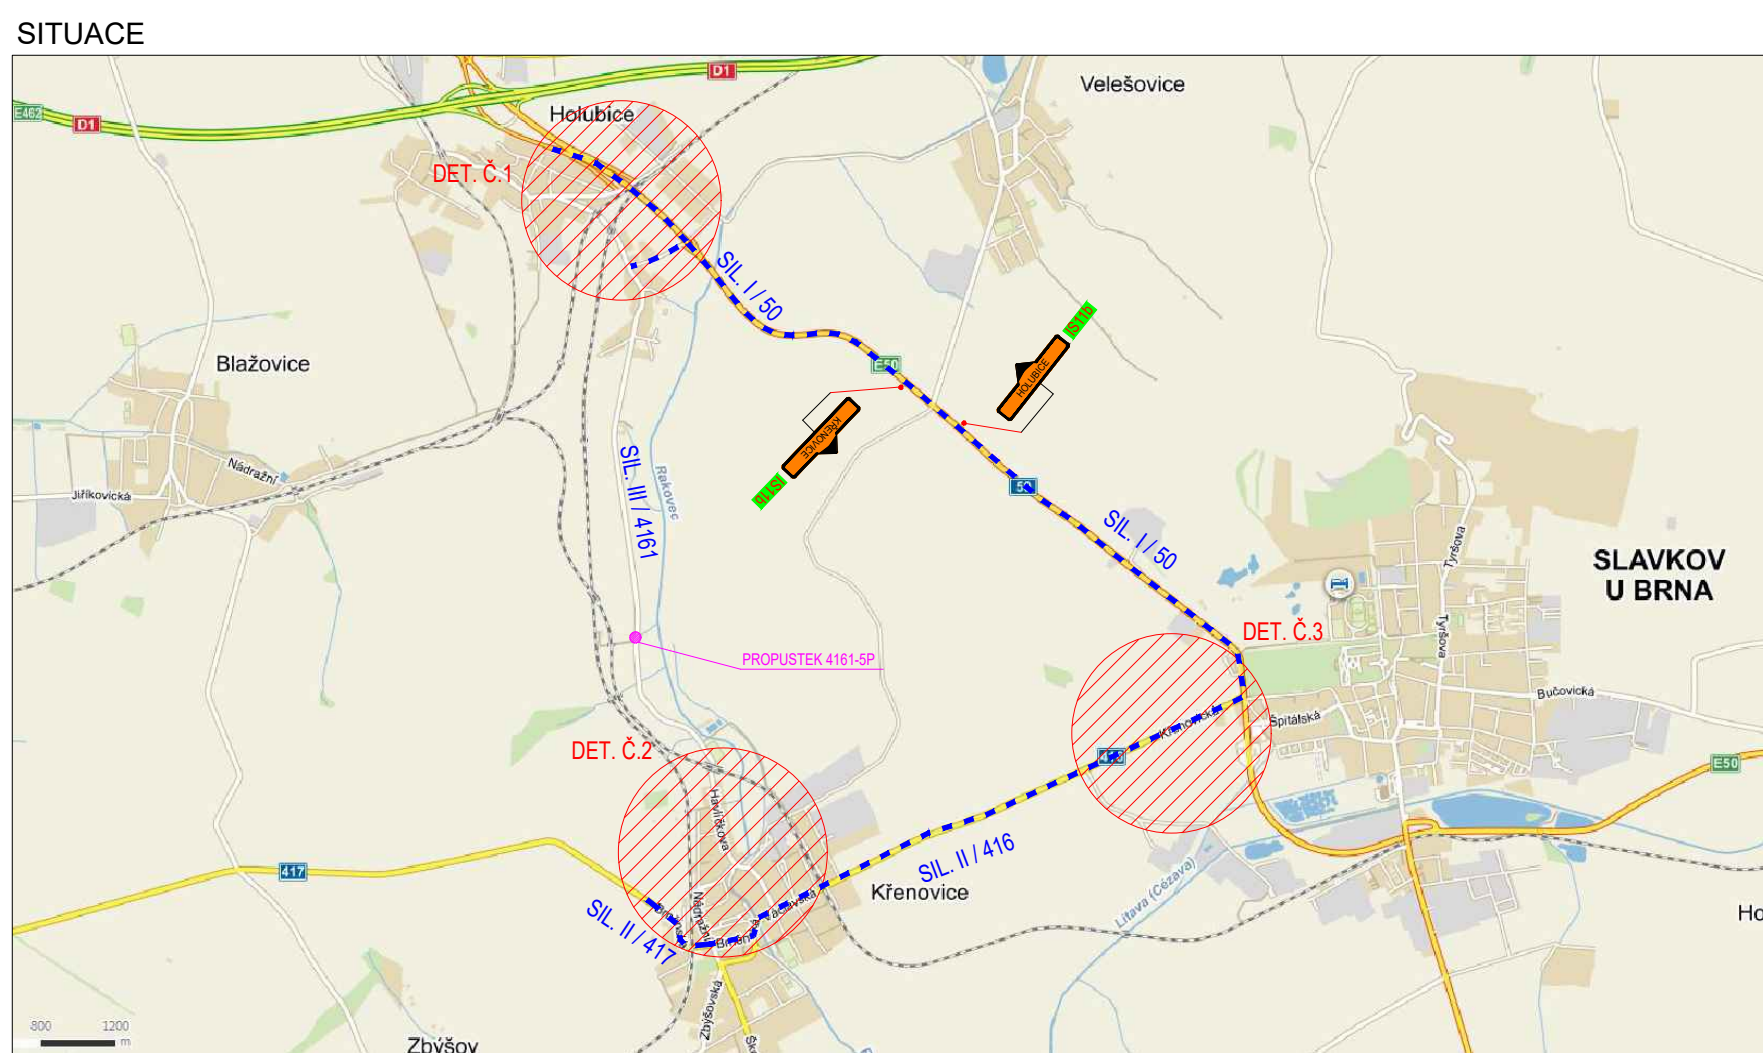 SITUACE
D1
Velešovice
E462
D1
Holubice
DET. Č.1
SIL. I / 50
IS11b
HOLUBICE
E50
Blažovice
KŘENOVICE
IS11b
SIL. III / 4161
Rakovec
Nádražní
Jiříkovická
50
SIL. I / 50
Tyršova
SLAVKOV
U BRNA
Tyršova
DET. Č.3
PROPUSTEK 4161-5P
Bučovická
Křenovická
Špitálská
DET. Č.2
416
E50
Havlíčkova
SIL. II / 416
417
Křenovice
Litava (Cézava)
Václavská
Nádražní
SIL. II / 417
Ho
Zbýšovská
800 1200
m
Zbýšov